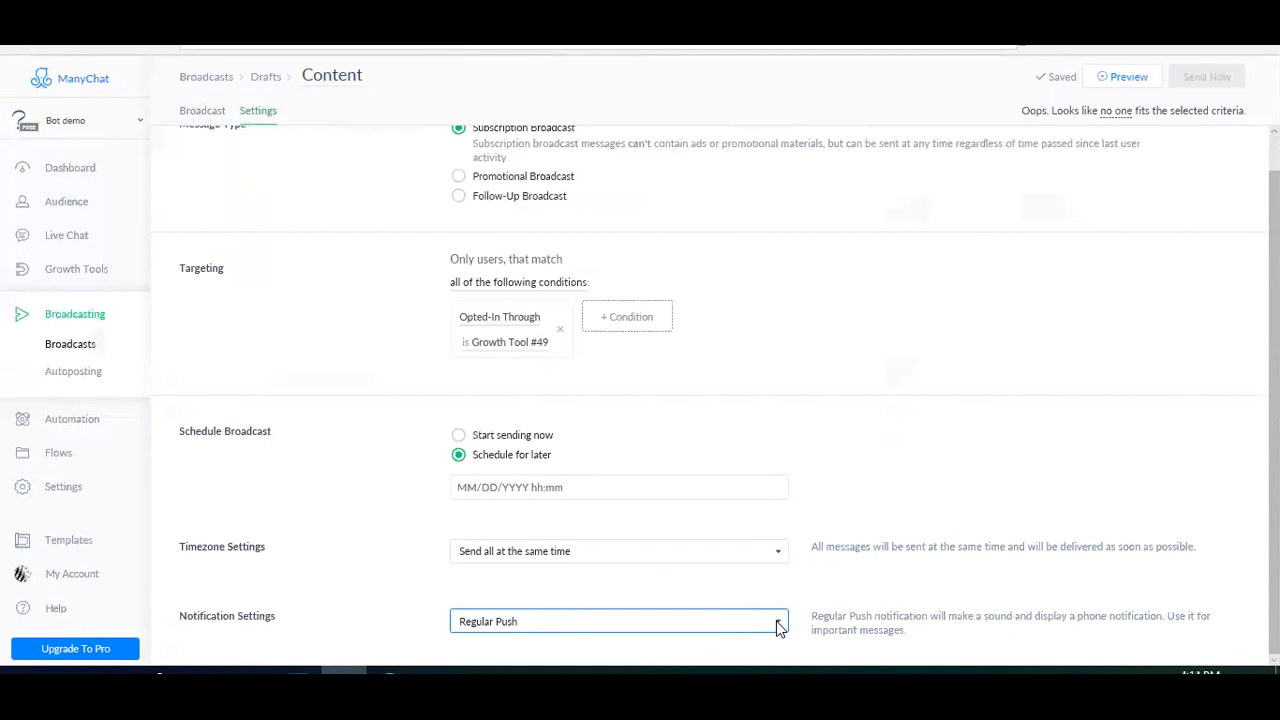 ManyChat
Broadcasts > Drafts > Content
Saved
Preview
Send Now
Broadcast
Settings
Oops. Looks like no one fits the selected criteria.
FREE
Bot demo
Dashboard
Audience
Live Chat
Growth Tools
Broadcasting
Broadcasts
Autoposting
Automation
Flows
Settings
Templates
My Account
Help
Upgrade To Pro
Message Type
Subscription Broadcast
Subscription broadcast messages can't contain ads or promotional materials, but can be sent at any time regardless of time passed since last user
activity.
Promotional Broadcast
Follow-Up Broadcast
Targeting
Only users, that match
all of the following conditions:
Opted-In Through
is Growth Tool #49
+ Condition
Schedule Broadcast
Start sending now
Schedule for later
MM/DD/YYYY hh:mm
Timezone Settings
Send all at the same time
All messages will be sent at the same time and will be delivered as soon as possible.
Notification Settings
Regular Push
Regular Push notification will make a sound and display a phone notification. Use it for
important messages.